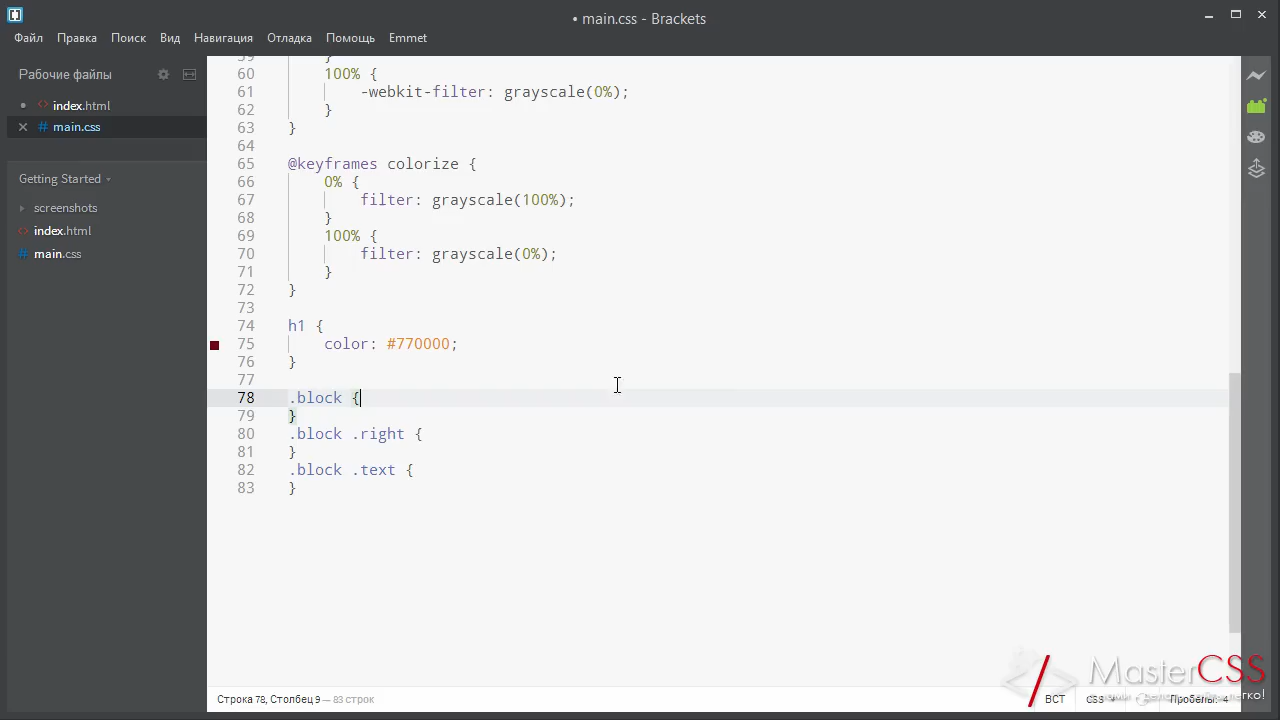 • main.css - Brackets
Файл Правка Поиск Вид Навигация Отладка Помощь Emmet
Рабочие файлы
index.html
main.css
Getting Started
screenshots
index.html
main.css
59 }
60 100% {
61 -webkit-filter: grayscale(0%);
62 }
63 }
64
65 @keyframes colorize {
66 0% {
67 filter: grayscale(100%);
68 }
69 100% {
70 filter: grayscale(0%);
71 }
72 }
73
74 h1 {
75 color: #770000;
76 }
77
78 .block {
79 }
80 .block .right {
81 }
82 .block .text {
83 }
MasterCSS
Строка 78, Столбец 9 — 83 строк
ВСТ CSS Пробелы: 4